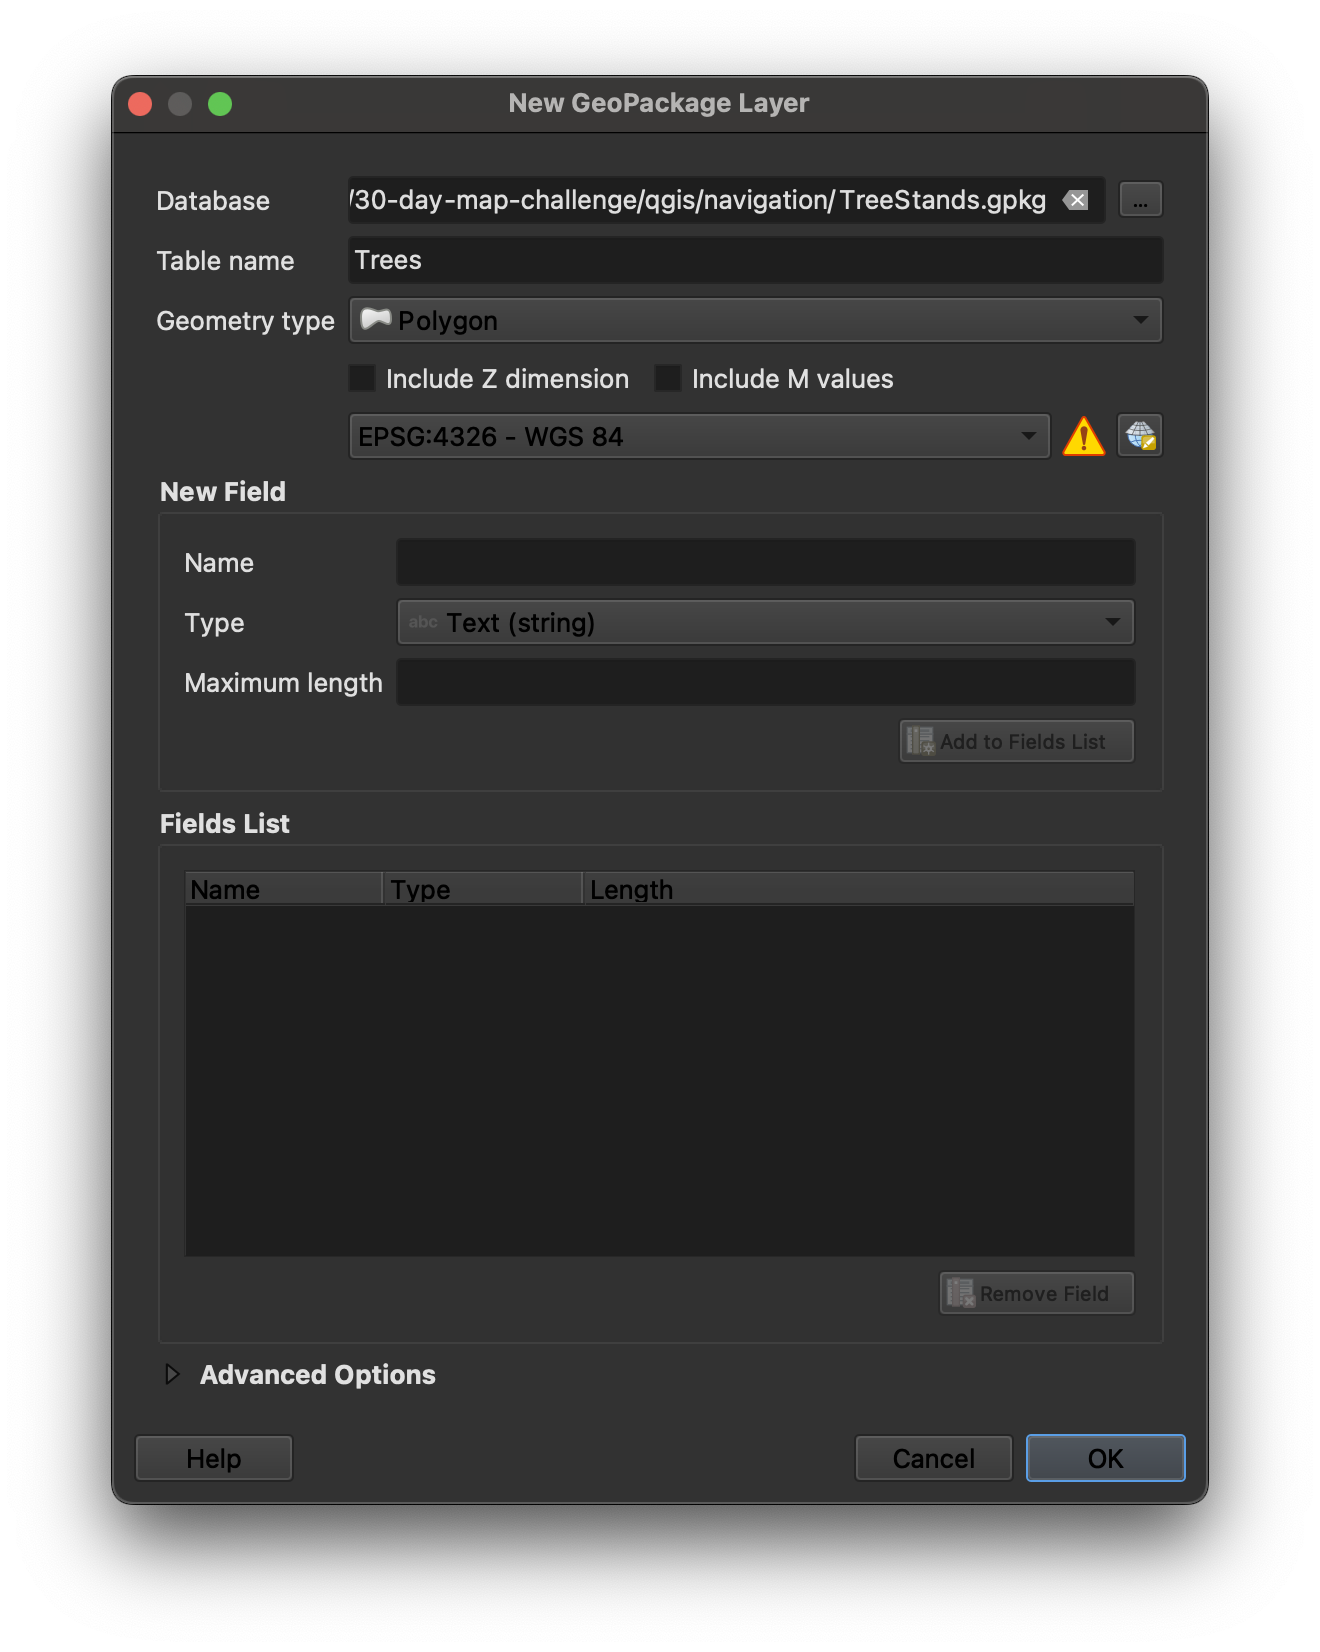 New GeoPackage Layer
Database /30-day-map-challenge/qgis/navigation/TreeStands.gpkg ...
Table name Trees
Geometry type Polygon
Include Z dimension Include M values
EPSG:4326 - WGS 84
New Field
Name
Type abc Text (string)
Maximum length
Add to Fields List
Fields List
Name Type Length
Remove Field
Advanced Options
Help Cancel OK